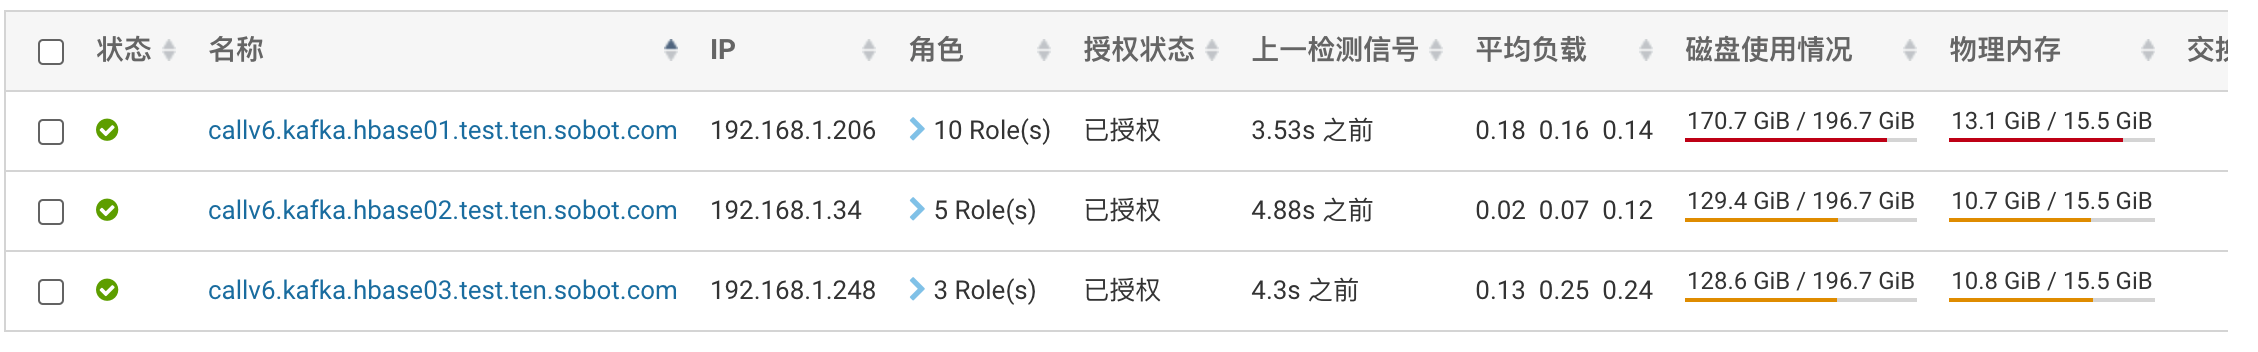 状态 名称 IP 角色 授权状态 上一检测信号 平均负载 磁盘使用情况 物理内存 交换
callv6.kafka.hbase01.test.ten.sobot.com 192.168.1.206 10 Role(s) 已授权 3.53s 之前 0.18 0.16 0.14 170.7 GiB / 196.7 GiB 13.1 GiB / 15.5 GiB
callv6.kafka.hbase02.test.ten.sobot.com 192.168.1.34 5 Role(s) 已授权 4.88s 之前 0.02 0.07 0.12 129.4 GiB / 196.7 GiB 10.7 GiB / 15.5 GiB
callv6.kafka.hbase03.test.ten.sobot.com 192.168.1.248 3 Role(s) 已授权 4.3s 之前 0.13 0.25 0.24 128.6 GiB / 196.7 GiB 10.8 GiB / 15.5 GiB